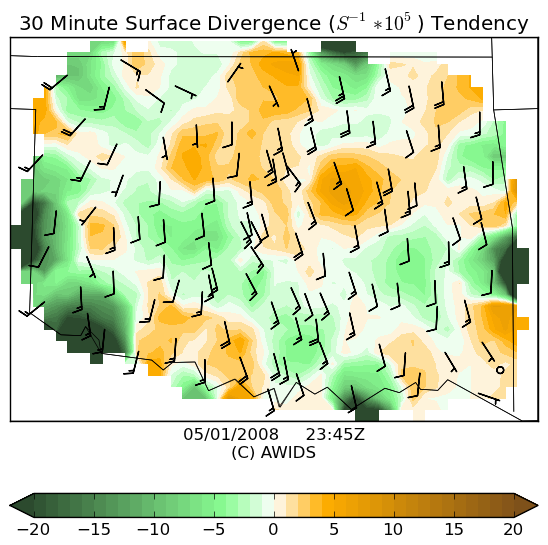 30 Minute Surface Divergence (S⁻¹ *10⁵ ) Tendency
05/01/2008 23:45Z
(C) AWIDS
−20 −15 −10 −5 0 5 10 15 20